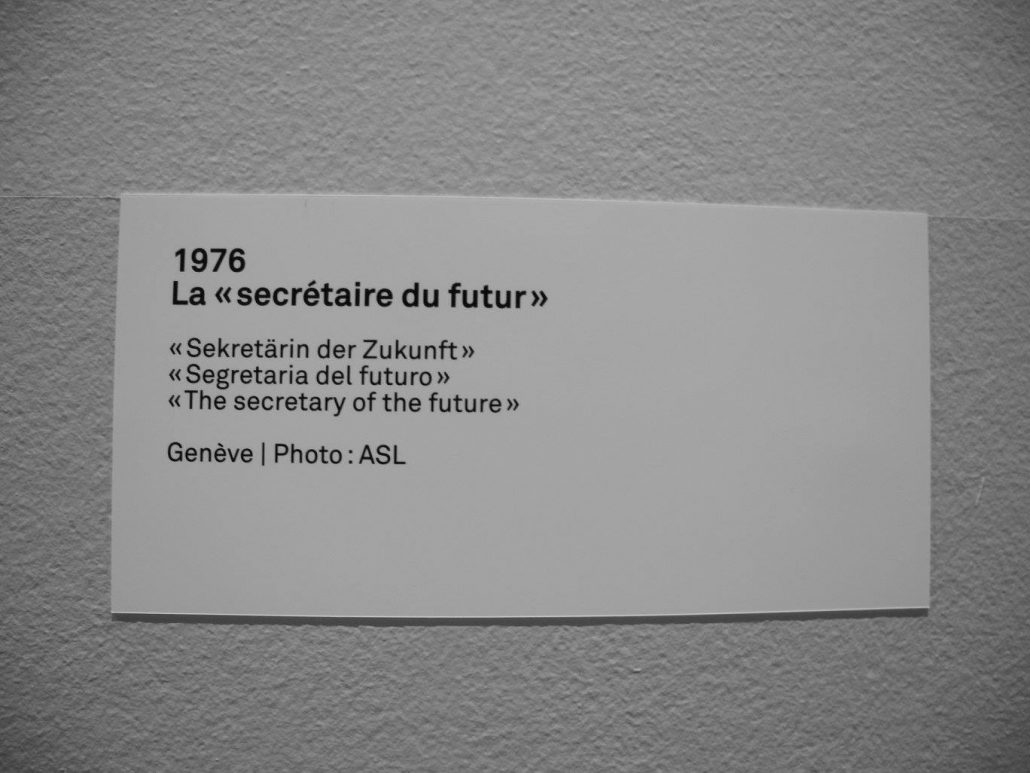 1976
La «secrétaire du futur»
«Sekretärin der Zukunft»
«Segretaria del futuro»
«The secretary of the future»
Genève | Photo : ASL